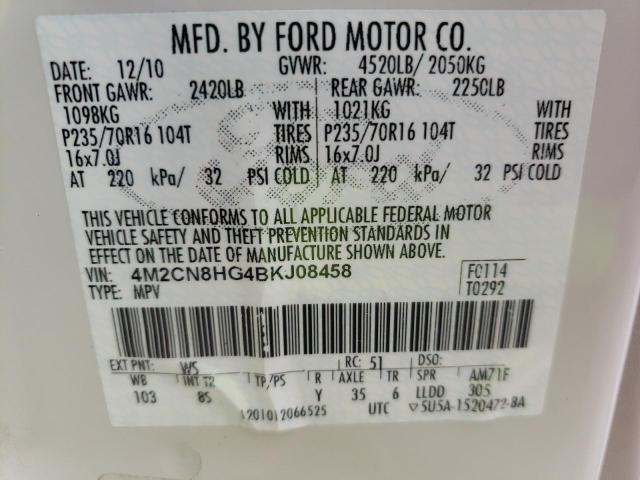 MFD. BY FORD MOTOR CO.
DATE: 12/10 GVWR: 4520LB/ 2050KG
FRONT GAWR: 2420LB REAR GAWR: 2250LB
1098KG WITH 1021KG WITH
P235/70R16 104T TIRES P235/70R16 104T TIRES
16x7.0J RIMS 16x7.0J RIMS
AT 220 kPa/ 32 PSI COLD AT 220 kPa/ 32 PSI COLD
THIS VEHICLE CONFORMS TO ALL APPLICABLE FEDERAL MOTOR
VEHICLE SAFETY AND THEFT PREVENTION STANDARDS IN
EFFECT ON THE DATE OF MANUFACTURE SHOWN ABOVE.
VIN: 4M2CN8HG4BKJ08458 FC114
TYPE: MPV T0292
EXT PNT: WS RC: 51 DSO:
WB INT T2 TP/PS R AXLE TR SPR AM71F
103 85 Y 35 6 LLDD 305
UTC ▽5U5A-1520472-BA